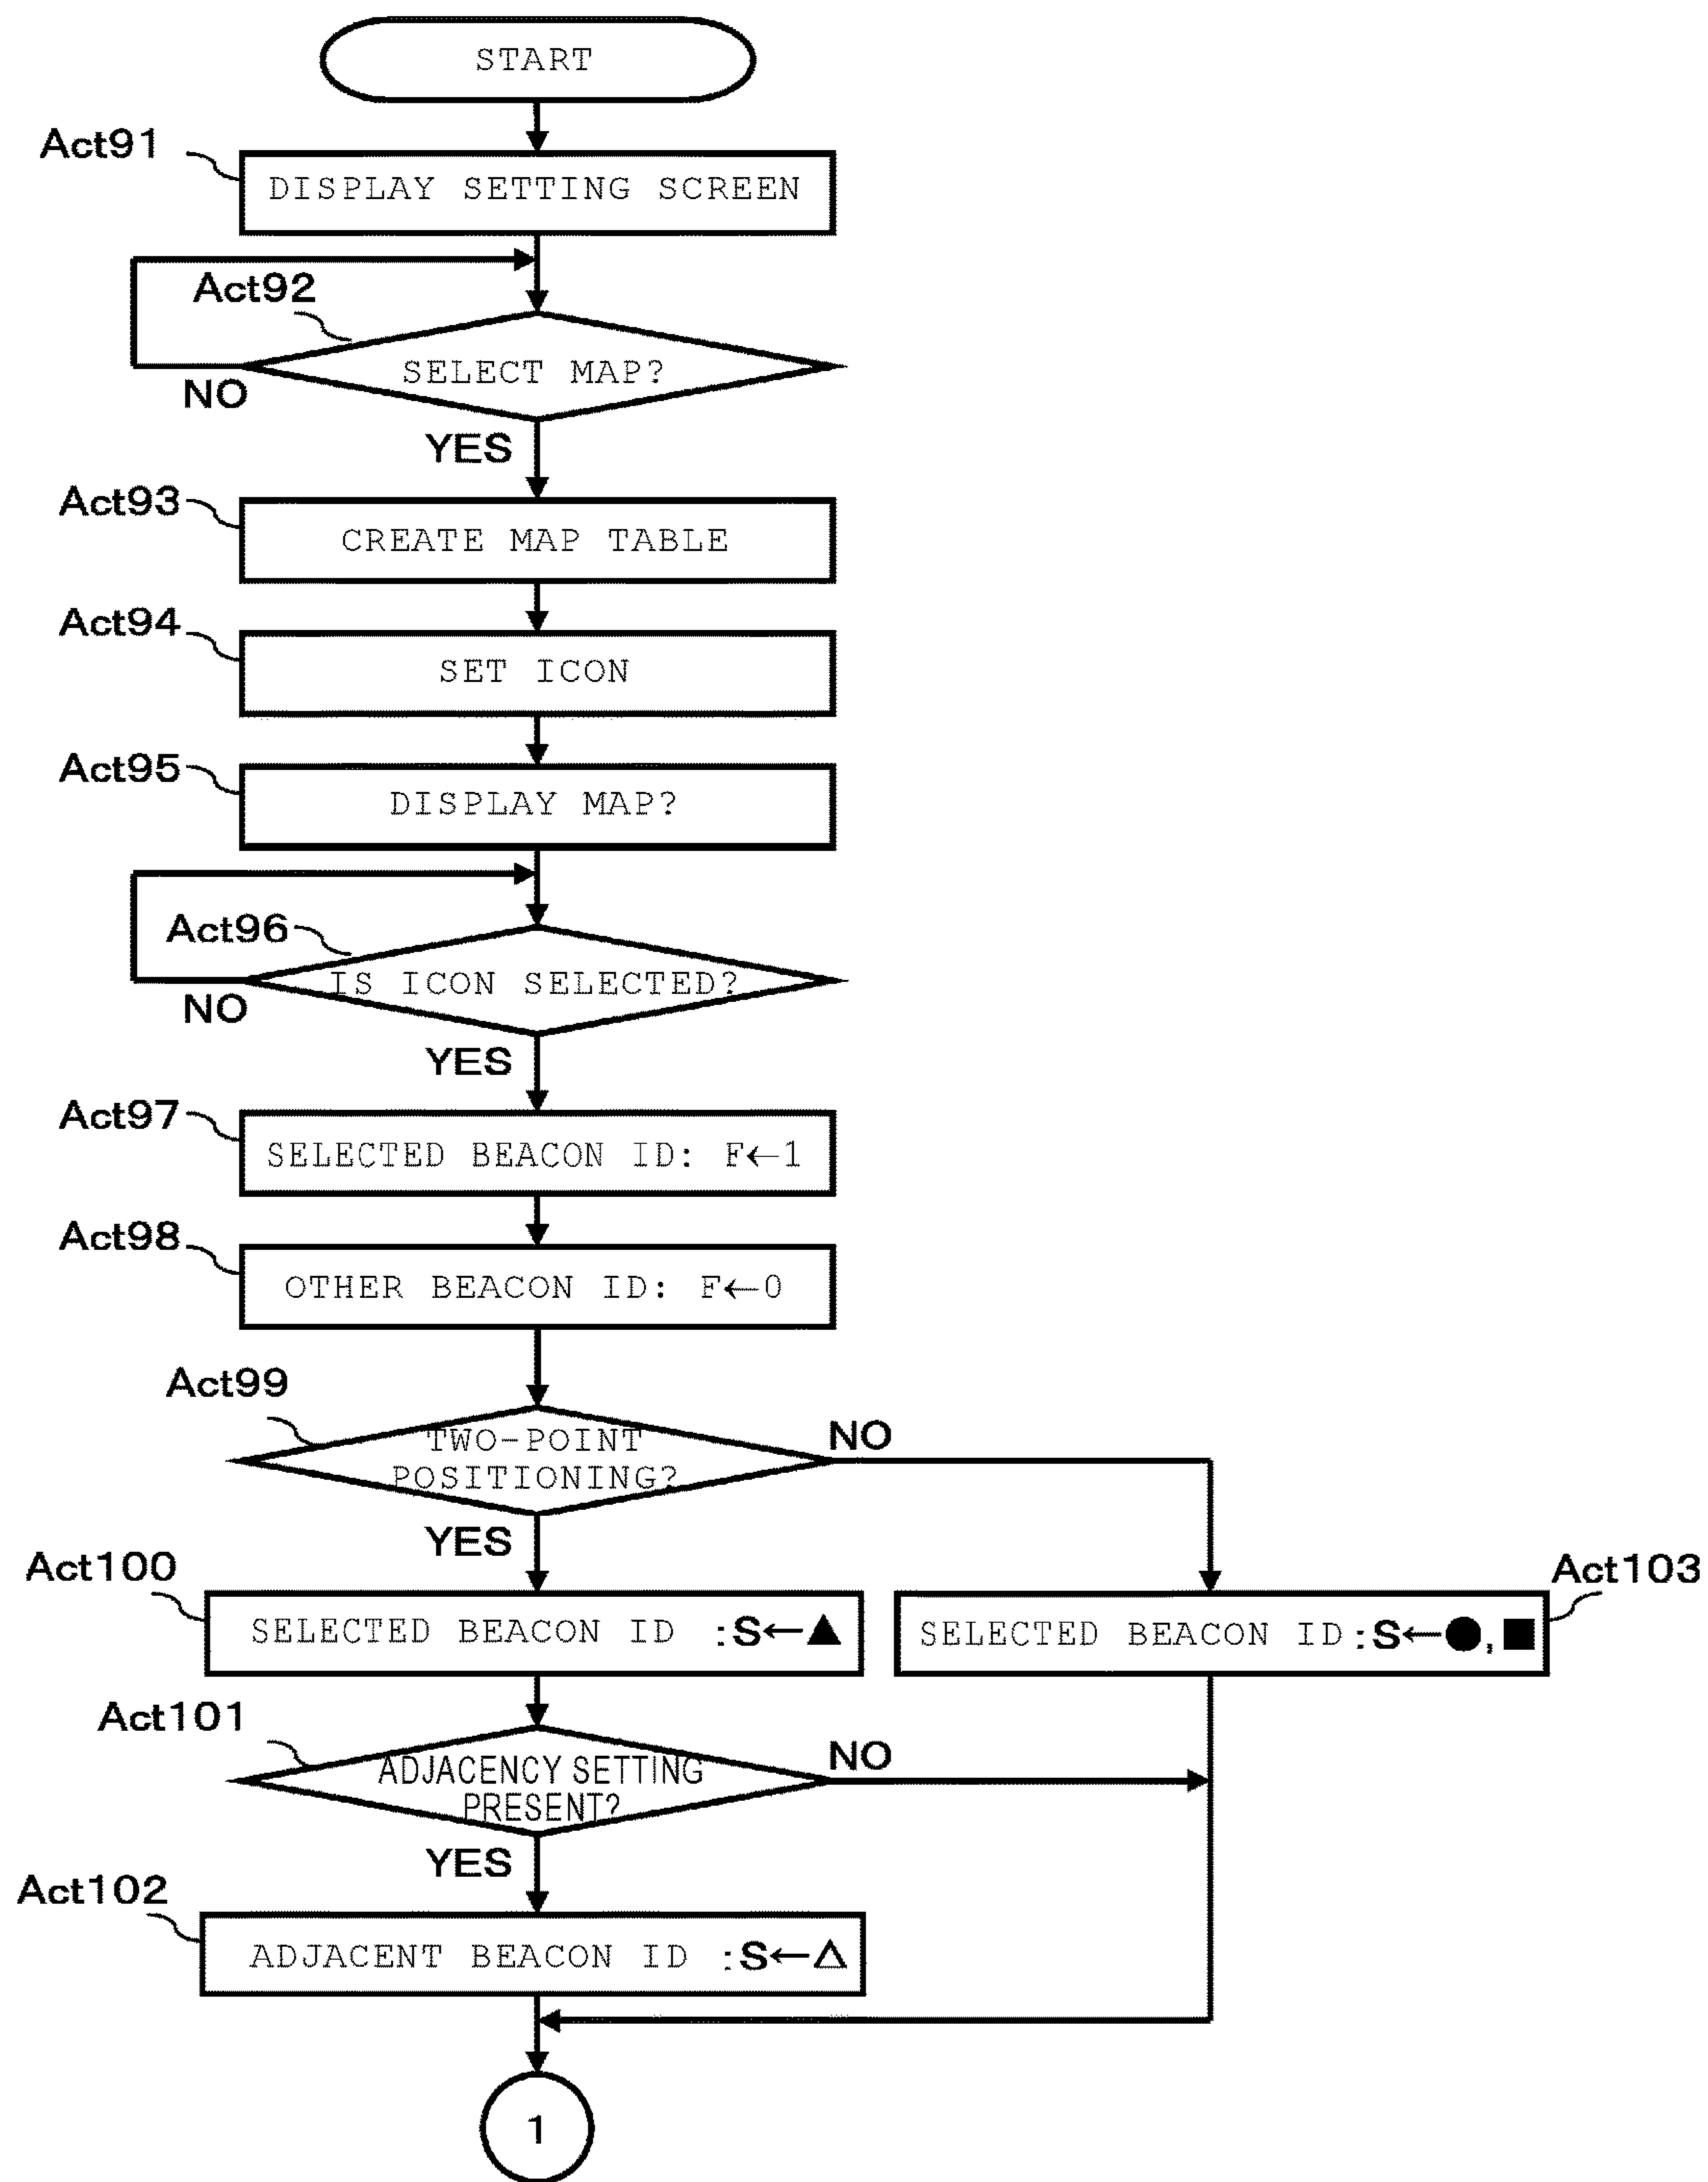 START
Act91
DISPLAY SETTING SCREEN
Act92
SELECT MAP?
NO
YES
Act93
CREATE MAP TABLE
Act94
SET ICON
Act95
DISPLAY MAP?
Act96
IS ICON SELECTED?
NO
YES
Act97
SELECTED BEACON ID: F←1
Act98
OTHER BEACON ID: F←0
Act99
TWO-POINT
POSITIONING?
NO
YES
Act100
SELECTED BEACON ID :S←▲
Act103
SELECTED BEACON ID:S←●,■
Act101
ADJACENCY SETTING
PRESENT?
NO
YES
Act102
ADJACENT BEACON ID :S←△
1